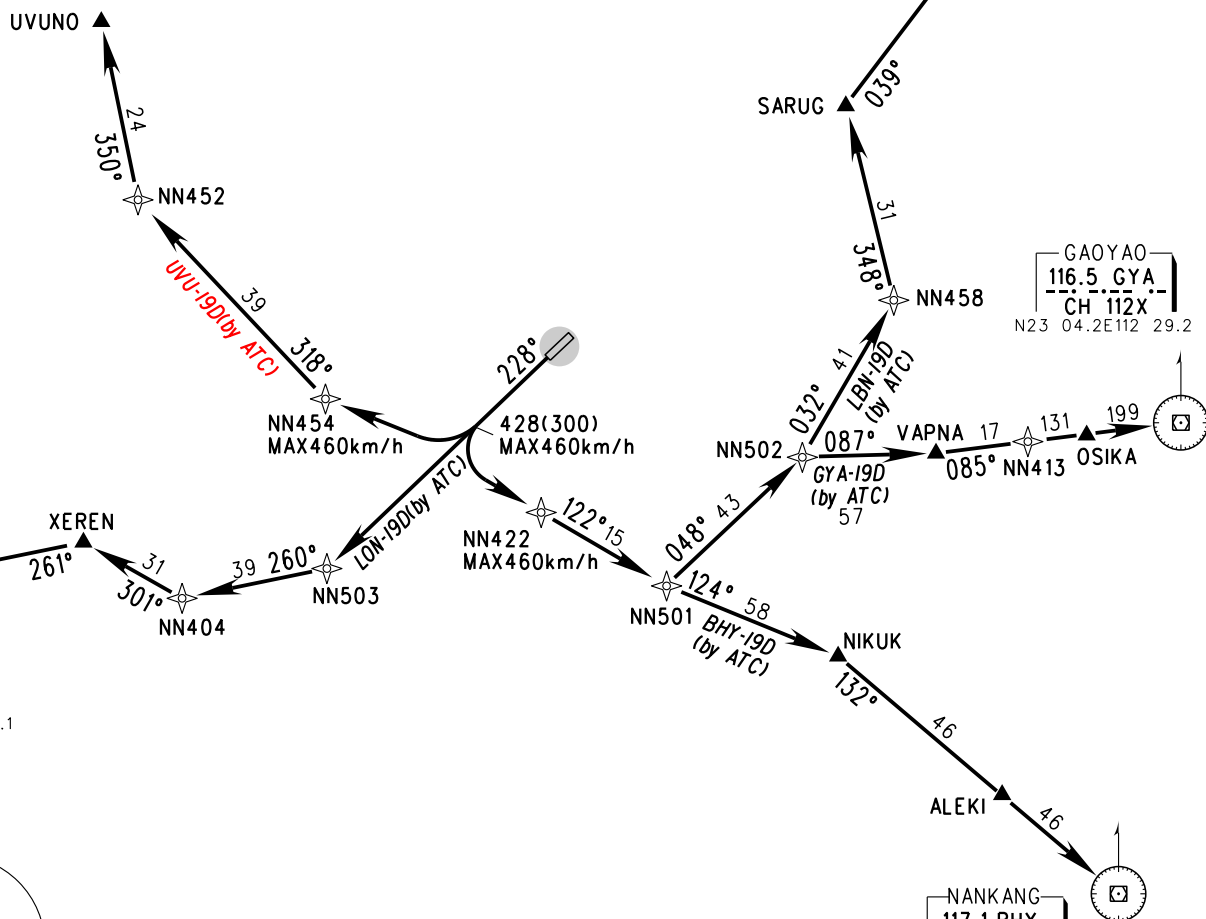 UVUNO
24
350°
NN452
UVU-19D(by ATC)
39
318°
NN454
MAX460km/h
228°
428(300)
MAX460km/h
LON-19D(by ATC)
NN422
MAX460km/h
122°
15
XEREN
261°
31
301°
NN404
39
260°
NN503
039°
SARUG
31
348°
NN458
41
LBN-19D
(by ATC)
032°
NN502
087°
GYA-19D
(by ATC)
57
VAPNA
17
085°
NN413
131
OSIKA
199
GAOYAO
116.5 GYA
CH 112X
N23 04.2E112 29.2
43
048°
NN501
124°
58
BHY-19D
(by ATC)
NIKUK
132°
46
ALEKI
46
.1
NANKANG